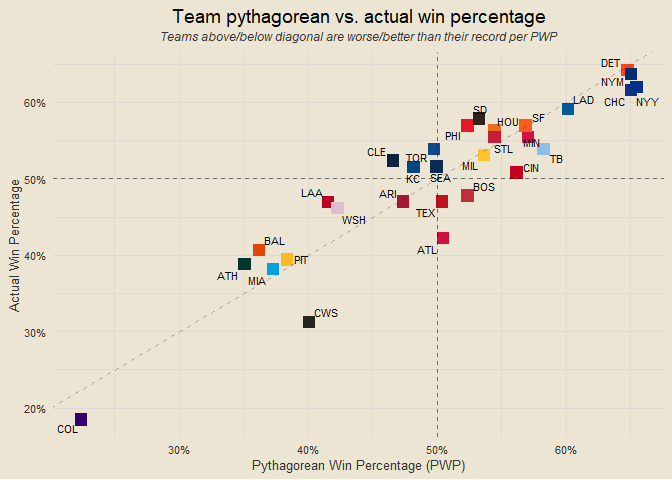 Team pythagorean vs. actual win percentage
Teams above/below diagonal are worse/better than their record per PWP
DET
NYM
CHC
NYY
LAD
SD
HOU
SF
PHI
STL
MIN
TB
CLE
TOR
KC
SEA
MIL
CIN
BOS
LAA
WSH
ARI
TEX
ATL
BAL
PIT
ATH
MIA
CWS
COL
60%
50%
40%
30%
20%
Actual Win Percentage
30%
40%
50%
60%
Pythagorean Win Percentage (PWP)